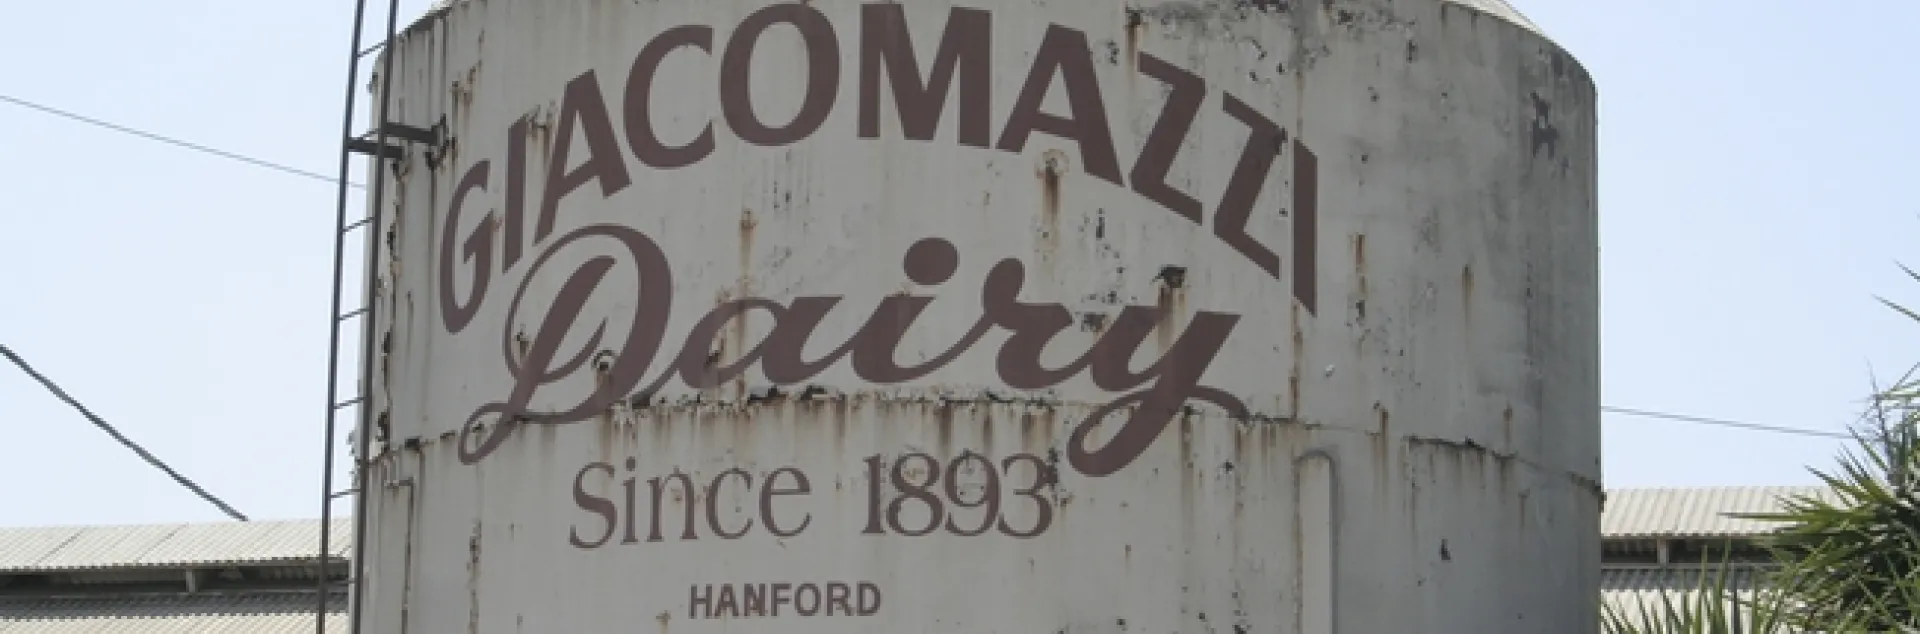 GIACOMAZZI
Dairy
Since 1893
HANFORD